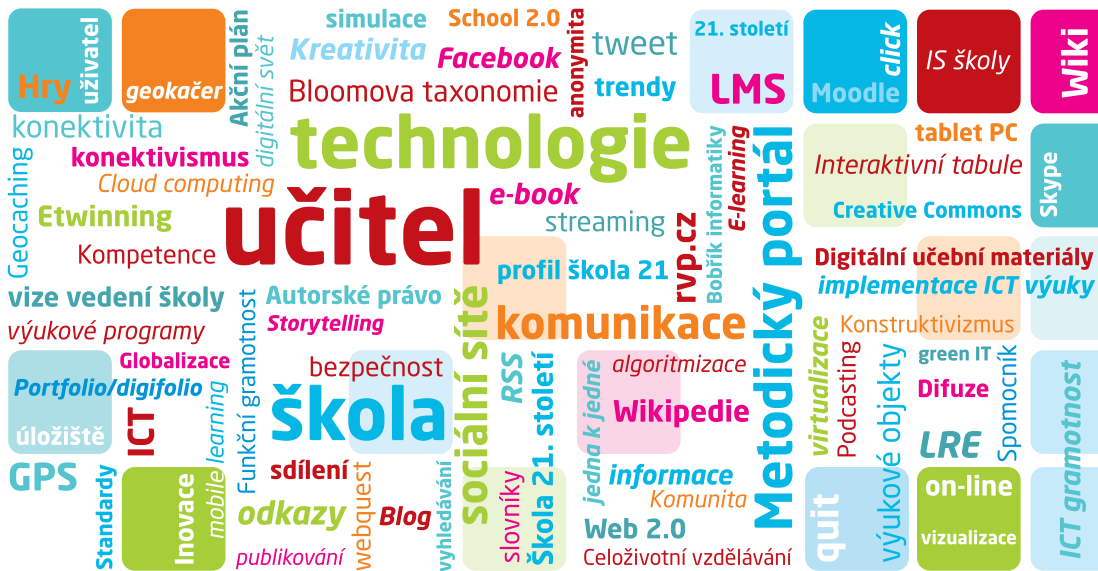 Hry
uživatel
geokačer
Akční plán
digitální svět
simulace
School 2.0
Kreativita
Facebook
Bloomova taxonomie
anonymita
tweet
trendy
21. století
LMS
click
Moodle
IS školy
Wiki
konektivita
konektivismus
Cloud computing
Geocaching
Etwinning
Kompetence
technologie
učitel
e-book
streaming
profil škola 21
rvp.cz
Bobřík informatiky
E-learning
Metodický portál
tablet PC
Interaktivní tabule
Creative Commons
Skype
Digitální učební materiály
implementace ICT výuky
vize vedení školy
výukové programy
Globalizace
Portfolio/digifolio
úložiště
ICT
mobile learning
Funkční gramotnost
Autorské právo
Storytelling
bezpečnost
škola
sociální sítě
komunikace
RSS
Škola 21. století
algoritmizace
jedna k jedné
Wikipedie
virtualizace
Konstruktivizmus
Podcasting
výukové objekty
green IT
Difuze
Spomocník
LRE
ICT gramotnost
GPS
Standardy
Inovace
sdílení
odkazy
webquest
Blog
publikování
vyhledávání
slovníky
informace
Komunita
Web 2.0
Celoživotní vzdělávání
quit
on-line
vizualizace